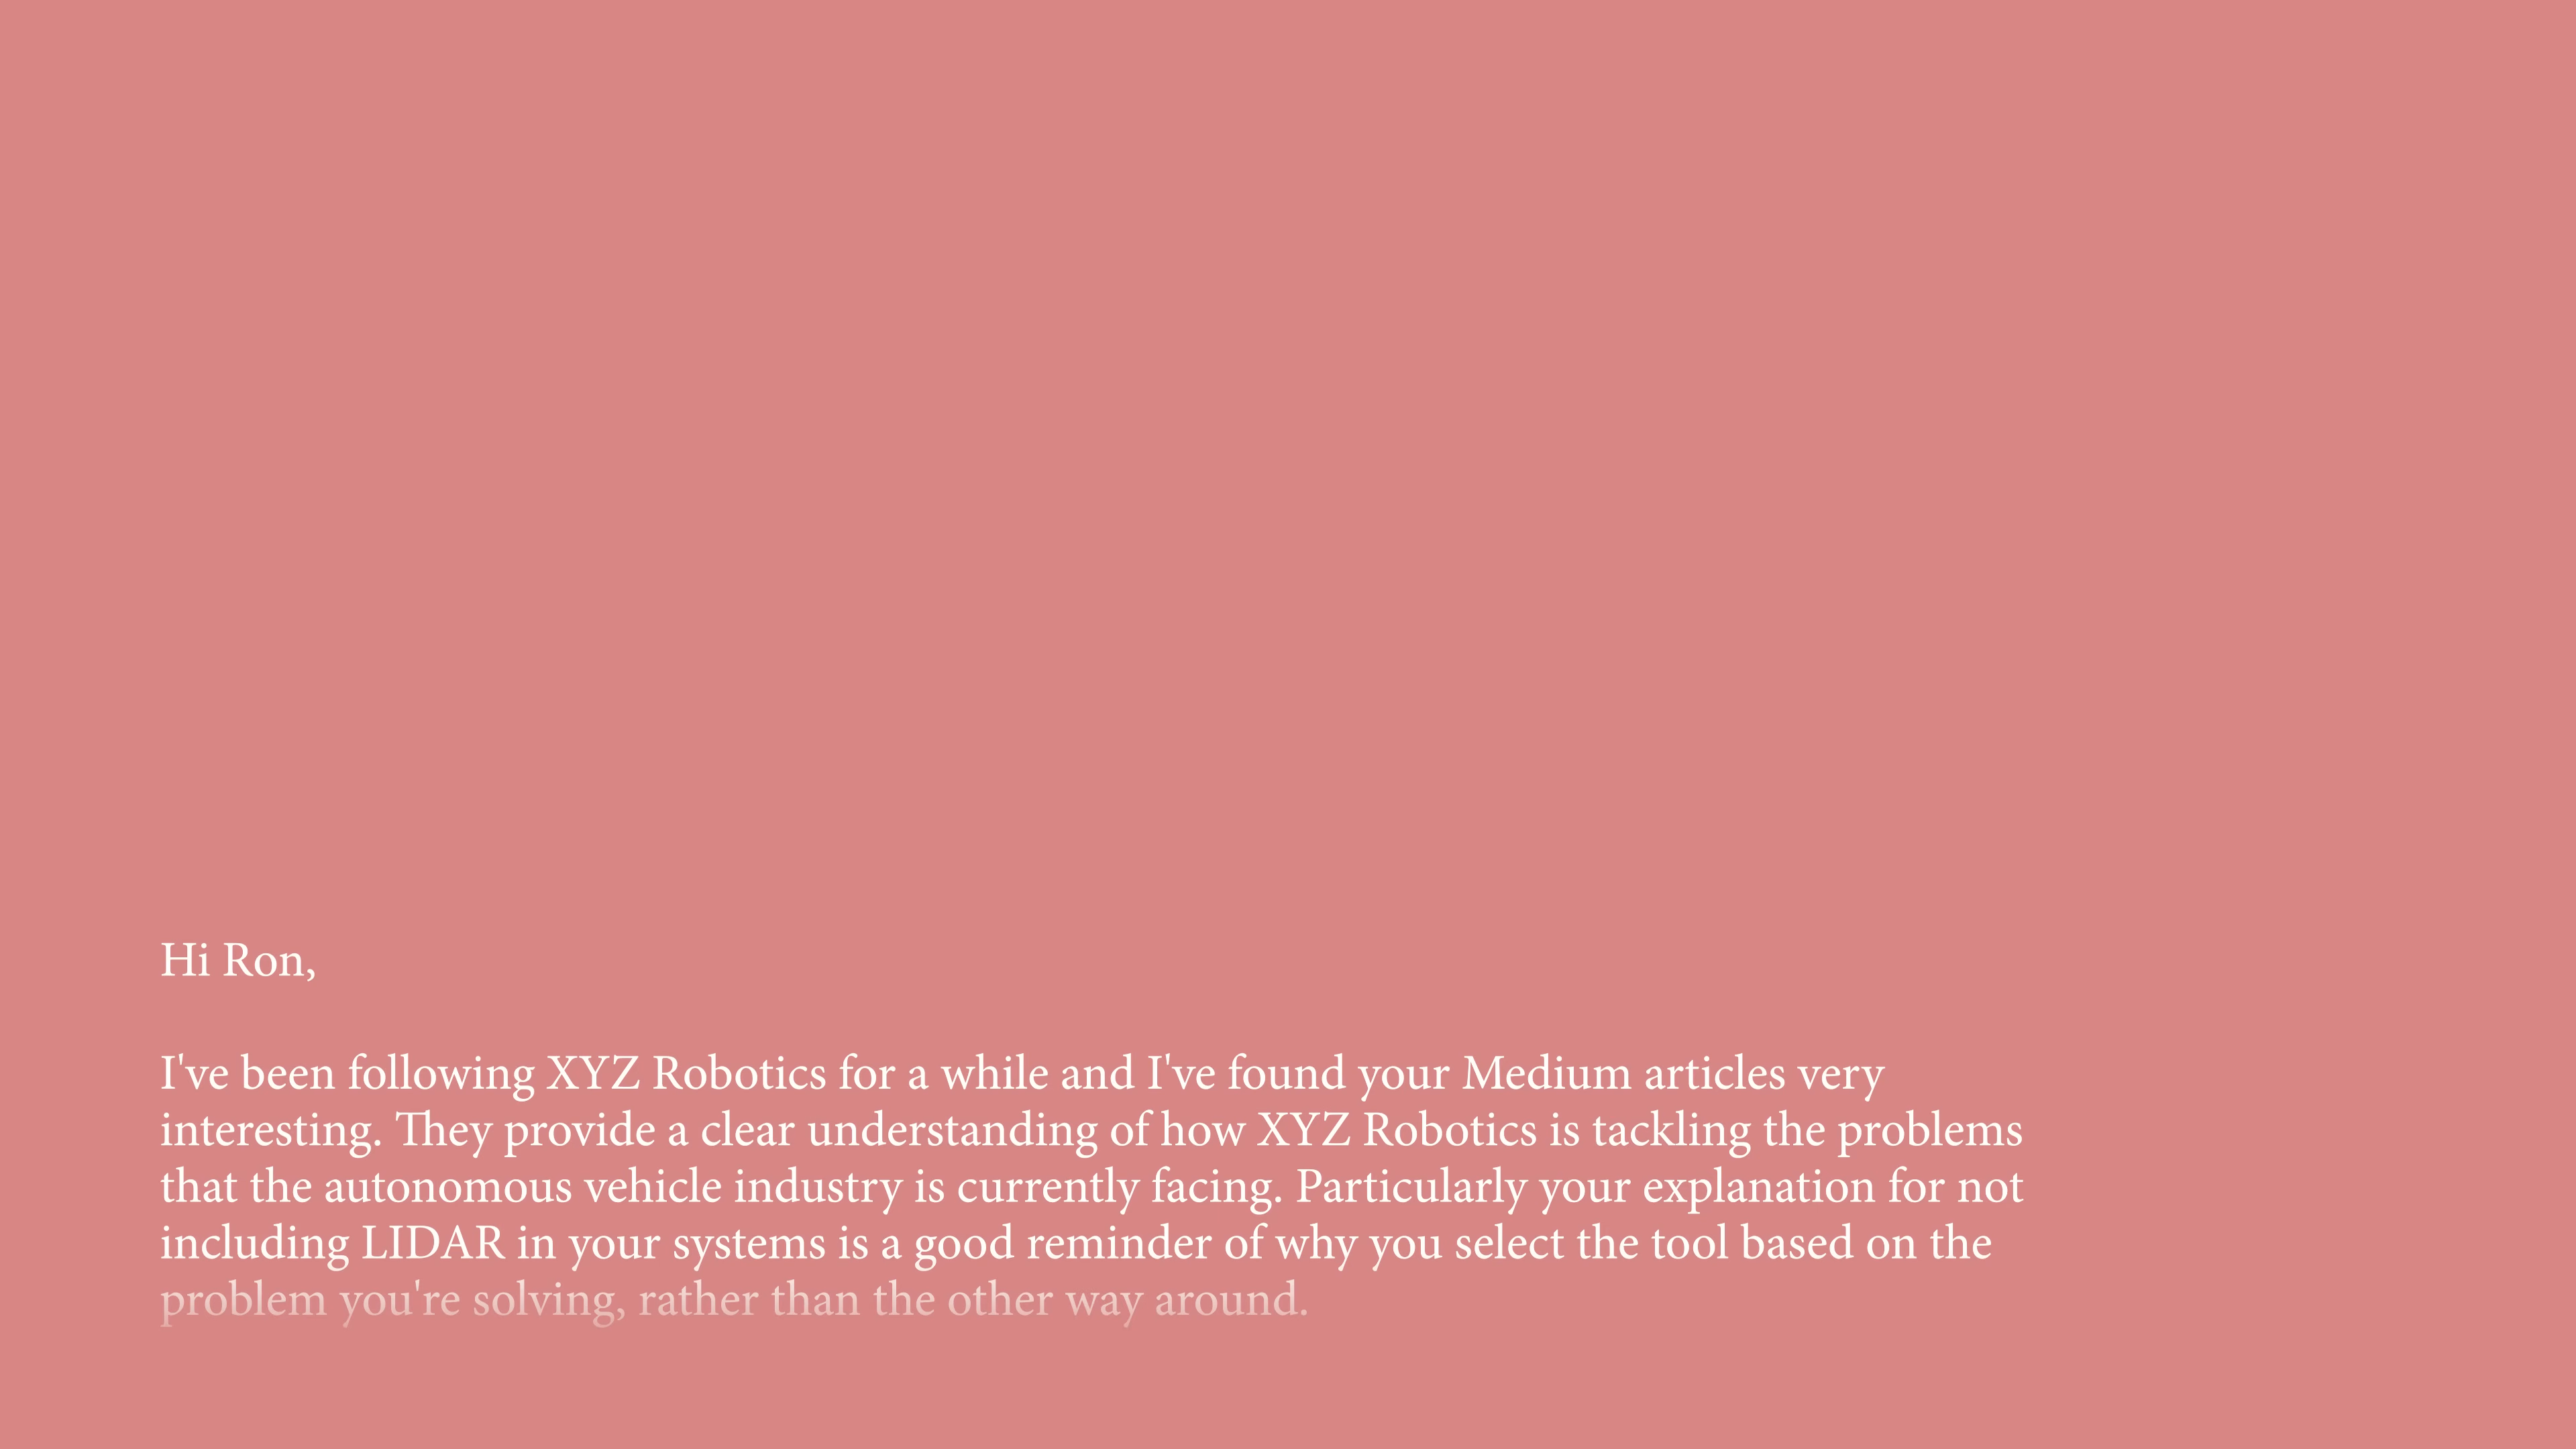 Hi Ron,
I've been following XYZ Robotics for a while and I've found your Medium articles very
interesting. They provide a clear understanding of how XYZ Robotics is tackling the problems
that the autonomous vehicle industry is currently facing. Particularly your explanation for not
including LIDAR in your systems is a good reminder of why you select the tool based on the
problem you're solving, rather than the other way around.